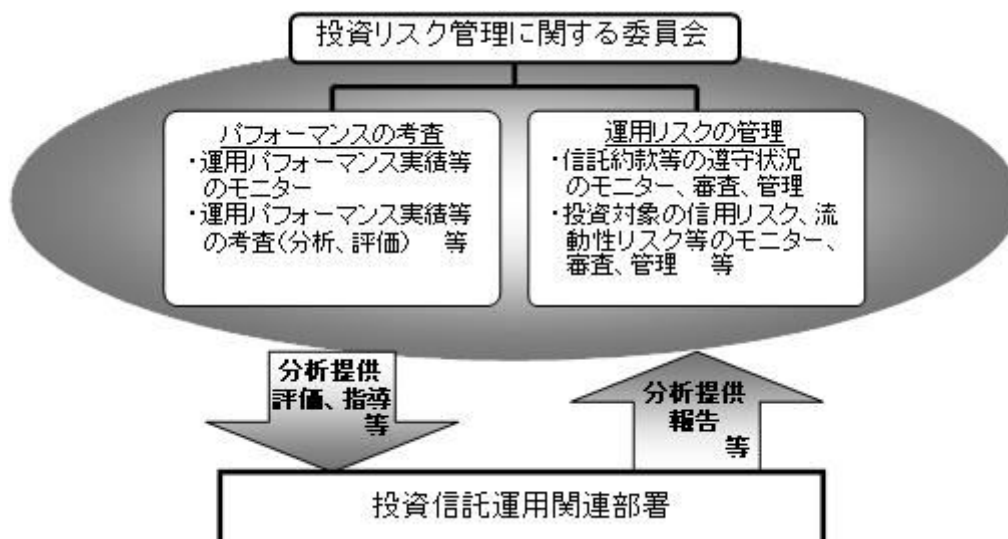 投資リスク管理に関する委員会
パフォーマンスの考査
・運用パフォーマンス実績等
のモニター
・運用パフォーマンス実績等
の考査(分析、評価) 等
運用リスクの管理
・信託約款等の遵守状況
のモニター、審査、管理
・投資対象の信用リスク、流
動性リスク等のモニター、
審査、管理 等
分析提供
評価、指導
等
分析提供
報告
等
投資信託運用関連部署